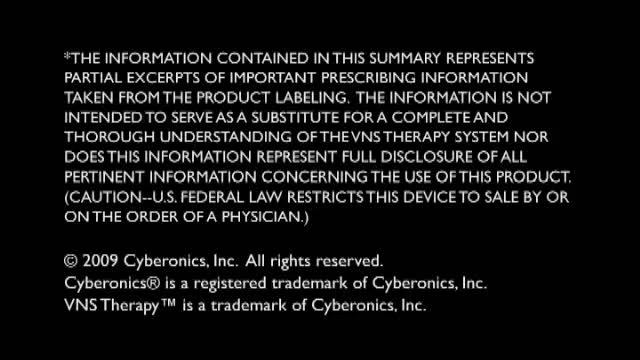 *THE INFORMATION CONTAINED IN THIS SUMMARY REPRESENTS
PARTIAL EXCERPTS OF IMPORTANT PRESCRIBING INFORMATION
TAKEN FROM THE PRODUCT LABELING. THE INFORMATION IS NOT
INTENDED TO SERVE AS A SUBSTITUTE FOR A COMPLETE AND
THOROUGH UNDERSTANDING OF THE VNS THERAPY SYSTEM NOR
DOES THIS INFORMATION REPRESENT FULL DISCLOSURE OF ALL
PERTINENT INFORMATION CONCERNING THE USE OF THIS PRODUCT.
(CAUTION--U.S. FEDERAL LAW RESTRICTS THIS DEVICE TO SALE BY OR
ON THE ORDER OF A PHYSICIAN.)
© 2009 Cyberonics, Inc. All rights reserved.
Cyberonics® is a registered trademark of Cyberonics, Inc.
VNS Therapy™ is a trademark of Cyberonics, Inc.